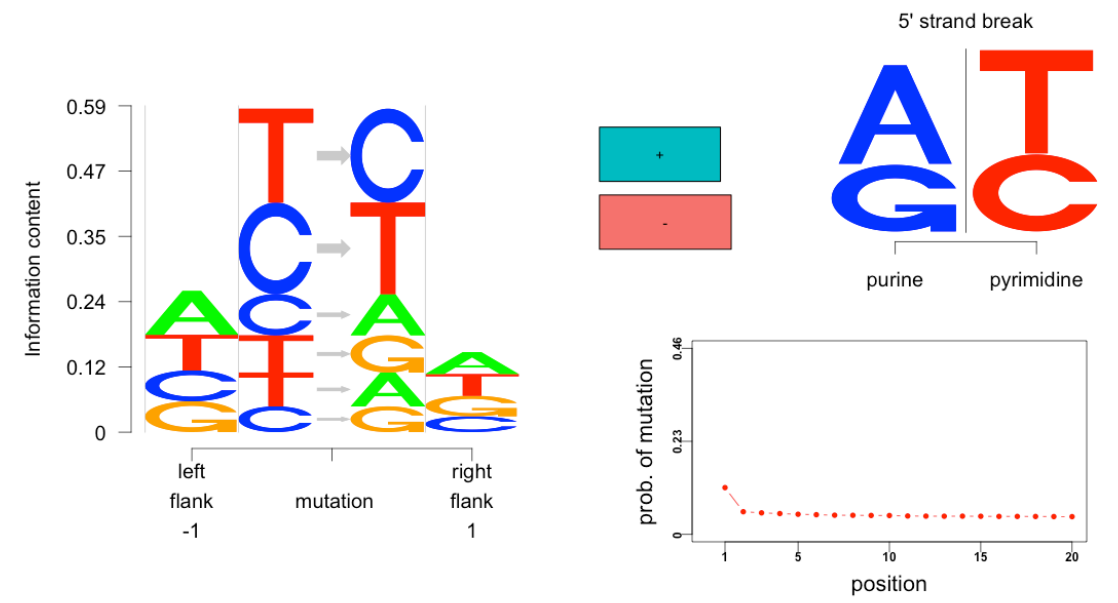 Information content
0.59
0.47
0.35
0.24
0.12
0
A
T
C
G
T C
C T
C A
T G
T A
C G
A
T
G
C
left
flank
-1
mutation
right
flank
1
+
-
5' strand break
A T
G C
purine pyrimidine
prob. of mutation
0.46
0.23
0
1 5 10 15 20
position